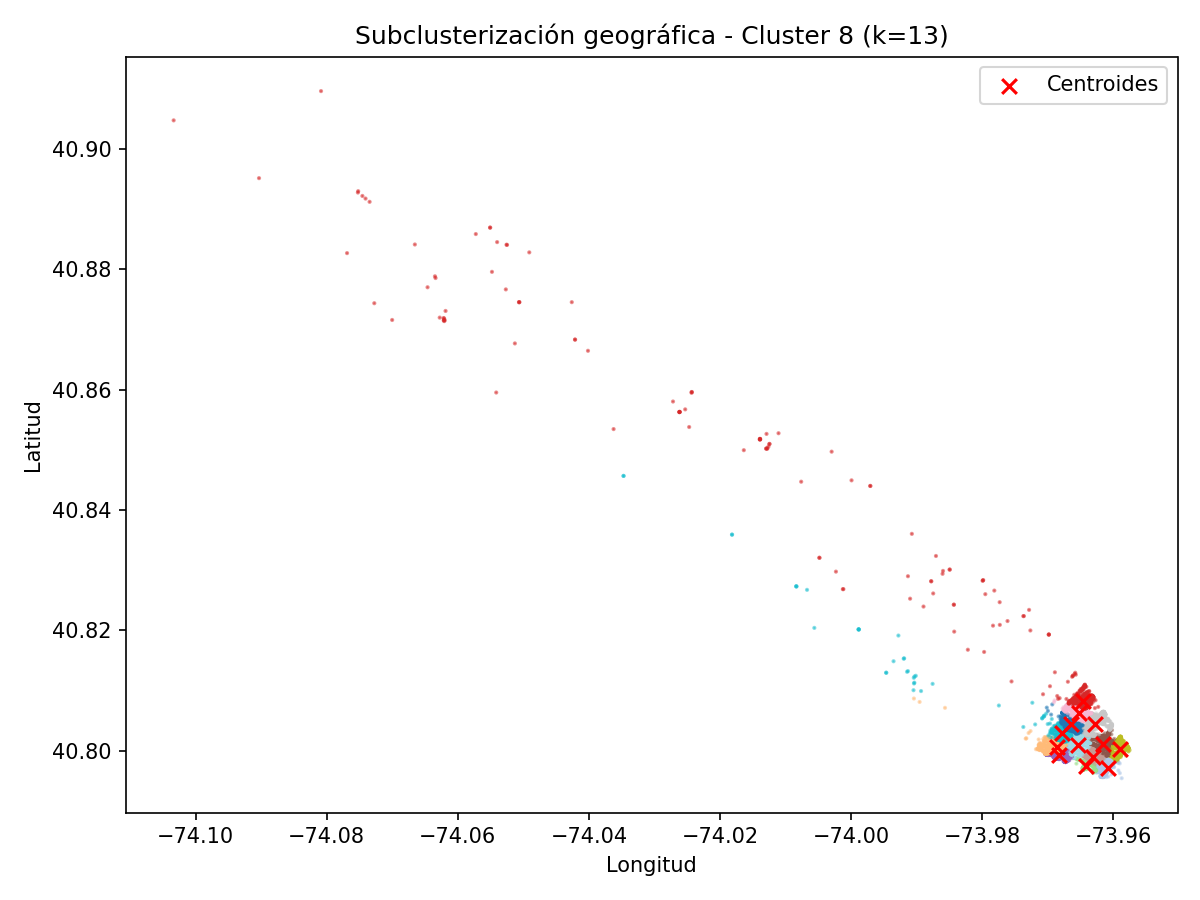 Subclusterización geográfica - Cluster 8 (k=13)
Centroides
Latitud
40.90
40.88
40.86
40.84
40.82
40.80
−74.10 −74.08 −74.06 −74.04 −74.02 −74.00 −73.98 −73.96
Longitud